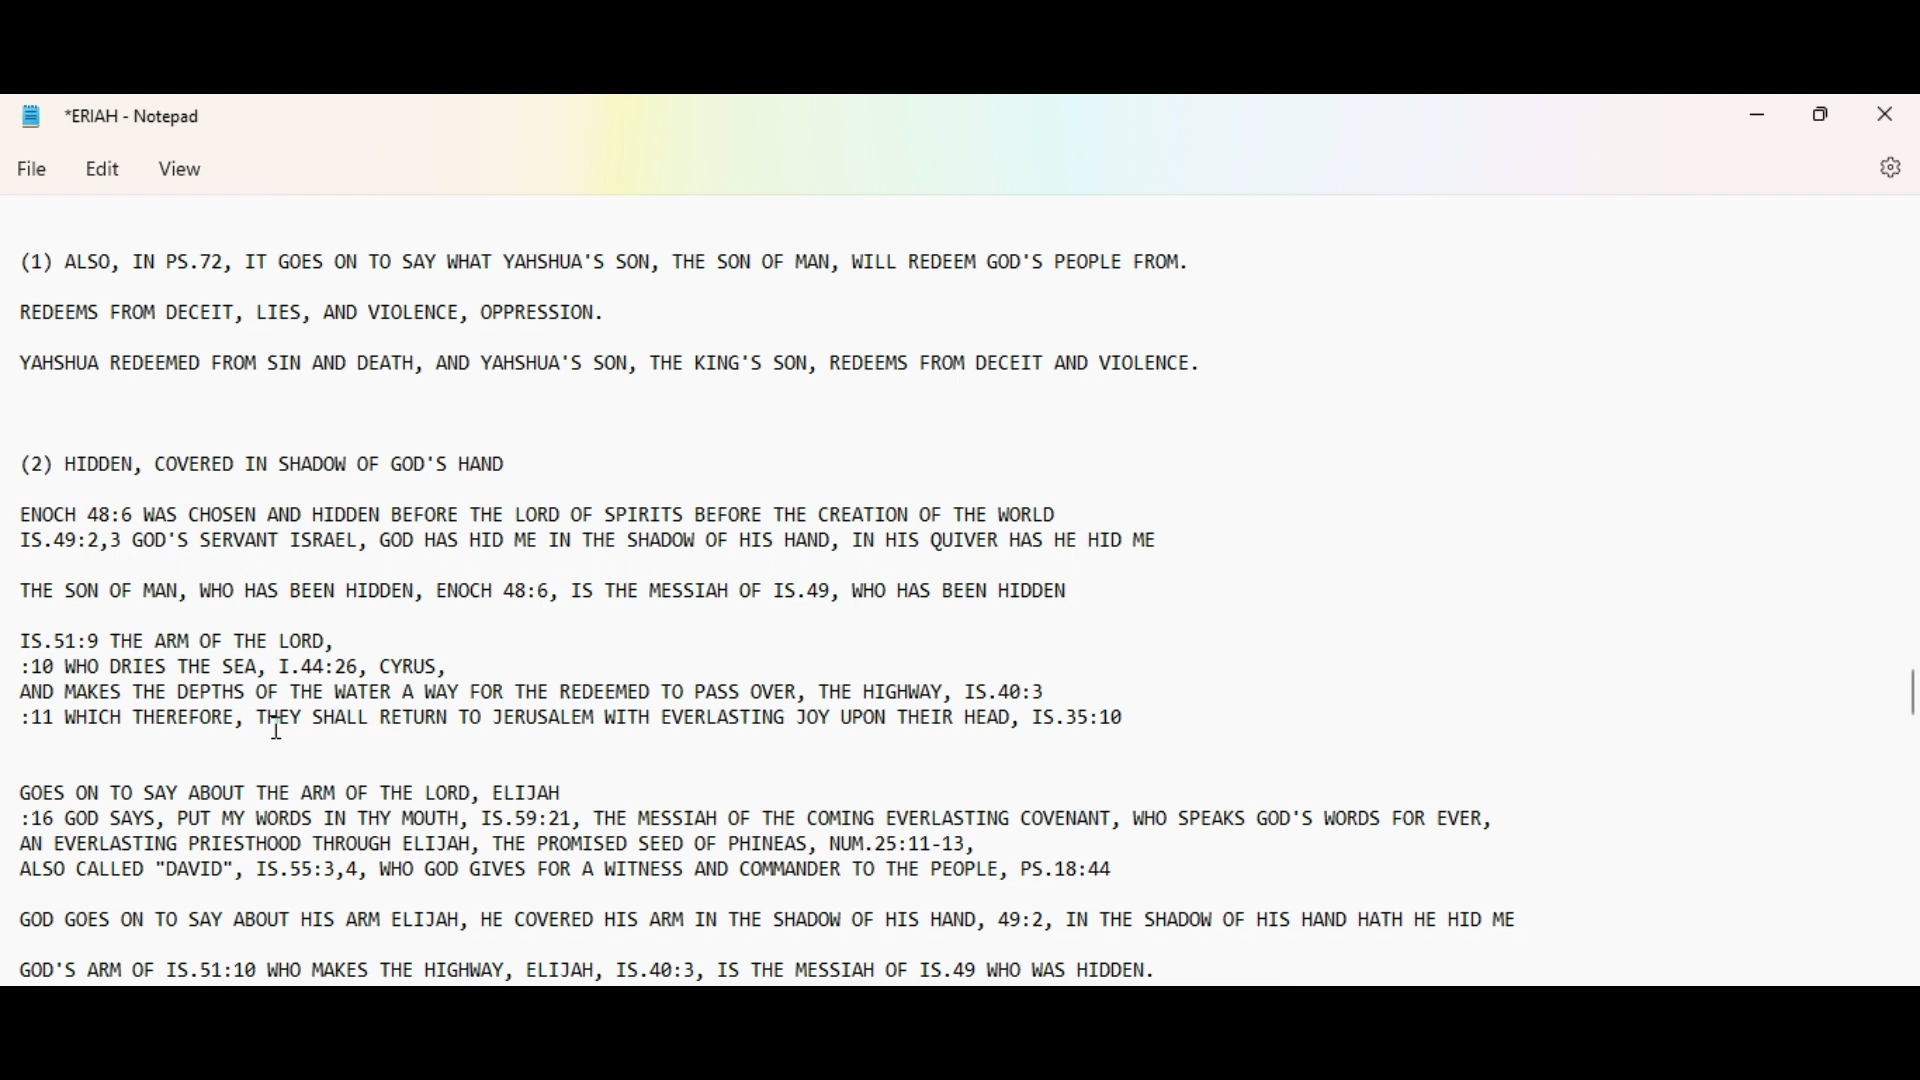 *ERIAH - Notepad
File Edit View
(1) ALSO, IN PS.72, IT GOES ON TO SAY WHAT YAHSHUA'S SON, THE SON OF MAN, WILL REDEEM GOD'S PEOPLE FROM.
REDEEMS FROM DECEIT, LIES, AND VIOLENCE, OPPRESSION.
YAHSHUA REDEEMED FROM SIN AND DEATH, AND YAHSHUA'S SON, THE KING'S SON, REDEEMS FROM DECEIT AND VIOLENCE.
(2) HIDDEN, COVERED IN SHADOW OF GOD'S HAND
ENOCH 48:6 WAS CHOSEN AND HIDDEN BEFORE THE LORD OF SPIRITS BEFORE THE CREATION OF THE WORLD
IS.49:2,3 GOD'S SERVANT ISRAEL, GOD HAS HID ME IN THE SHADOW OF HIS HAND, IN HIS QUIVER HAS HE HID ME
THE SON OF MAN, WHO HAS BEEN HIDDEN, ENOCH 48:6, IS THE MESSIAH OF IS.49, WHO HAS BEEN HIDDEN
IS.51:9 THE ARM OF THE LORD,
:10 WHO DRIES THE SEA, I.44:26, CYRUS,
AND MAKES THE DEPTHS OF THE WATER A WAY FOR THE REDEEMED TO PASS OVER, THE HIGHWAY, IS.40:3
:11 WHICH THEREFORE, THEY SHALL RETURN TO JERUSALEM WITH EVERLASTING JOY UPON THEIR HEAD, IS.35:10
GOES ON TO SAY ABOUT THE ARM OF THE LORD, ELIJAH
:16 GOD SAYS, PUT MY WORDS IN THY MOUTH, IS.59:21, THE MESSIAH OF THE COMING EVERLASTING COVENANT, WHO SPEAKS GOD'S WORDS FOR EVER,
AN EVERLASTING PRIESTHOOD THROUGH ELIJAH, THE PROMISED SEED OF PHINEAS, NUM.25:11-13,
ALSO CALLED "DAVID", IS.55:3,4, WHO GOD GIVES FOR A WITNESS AND COMMANDER TO THE PEOPLE, PS.18:44
GOD GOES ON TO SAY ABOUT HIS ARM ELIJAH, HE COVERED HIS ARM IN THE SHADOW OF HIS HAND, 49:2, IN THE SHADOW OF HIS HAND HATH HE HID ME
GOD'S ARM OF IS.51:10 WHO MAKES THE HIGHWAY, ELIJAH, IS.40:3, IS THE MESSIAH OF IS.49 WHO WAS HIDDEN.